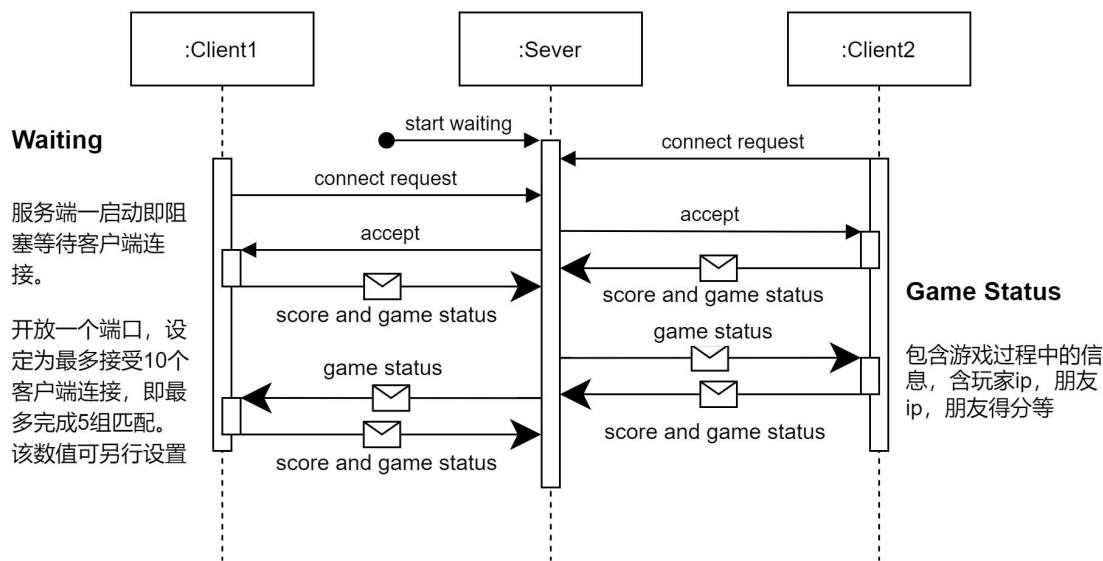 :Client1
:Sever
:Client2
Waiting
start waiting
connect request
connect request
服务端一启动即阻
塞等待客户端连
接。
accept
accept
score and game status
score and game status
Game Status
开放一个端口，设
定为最多接受10个
客户端连接，即最
多完成5组匹配。
该数值可另行设置
game status
包含游戏过程中的信
息，含玩家ip，朋友
ip，朋友得分等
game status
score and game status
score and game status